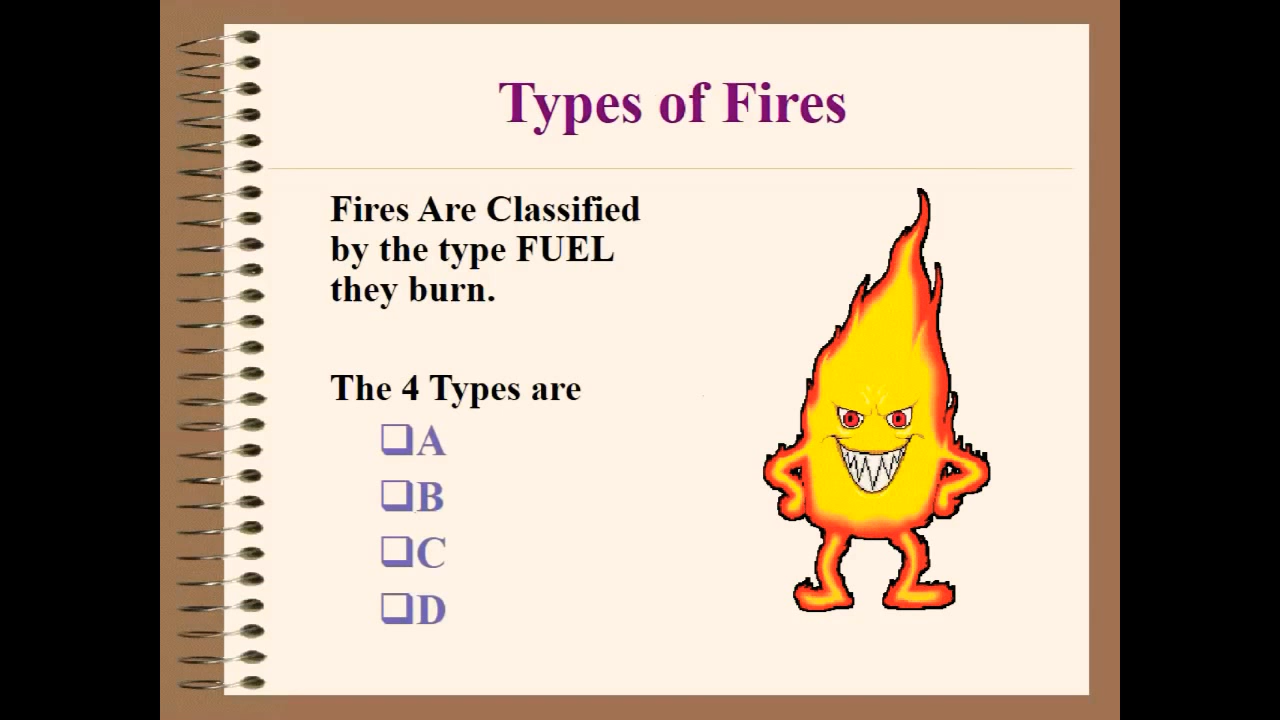 Types of Fires
Fires Are Classified
by the type FUEL
they burn.
The 4 Types are
❑A
❑B
❑C
❑D